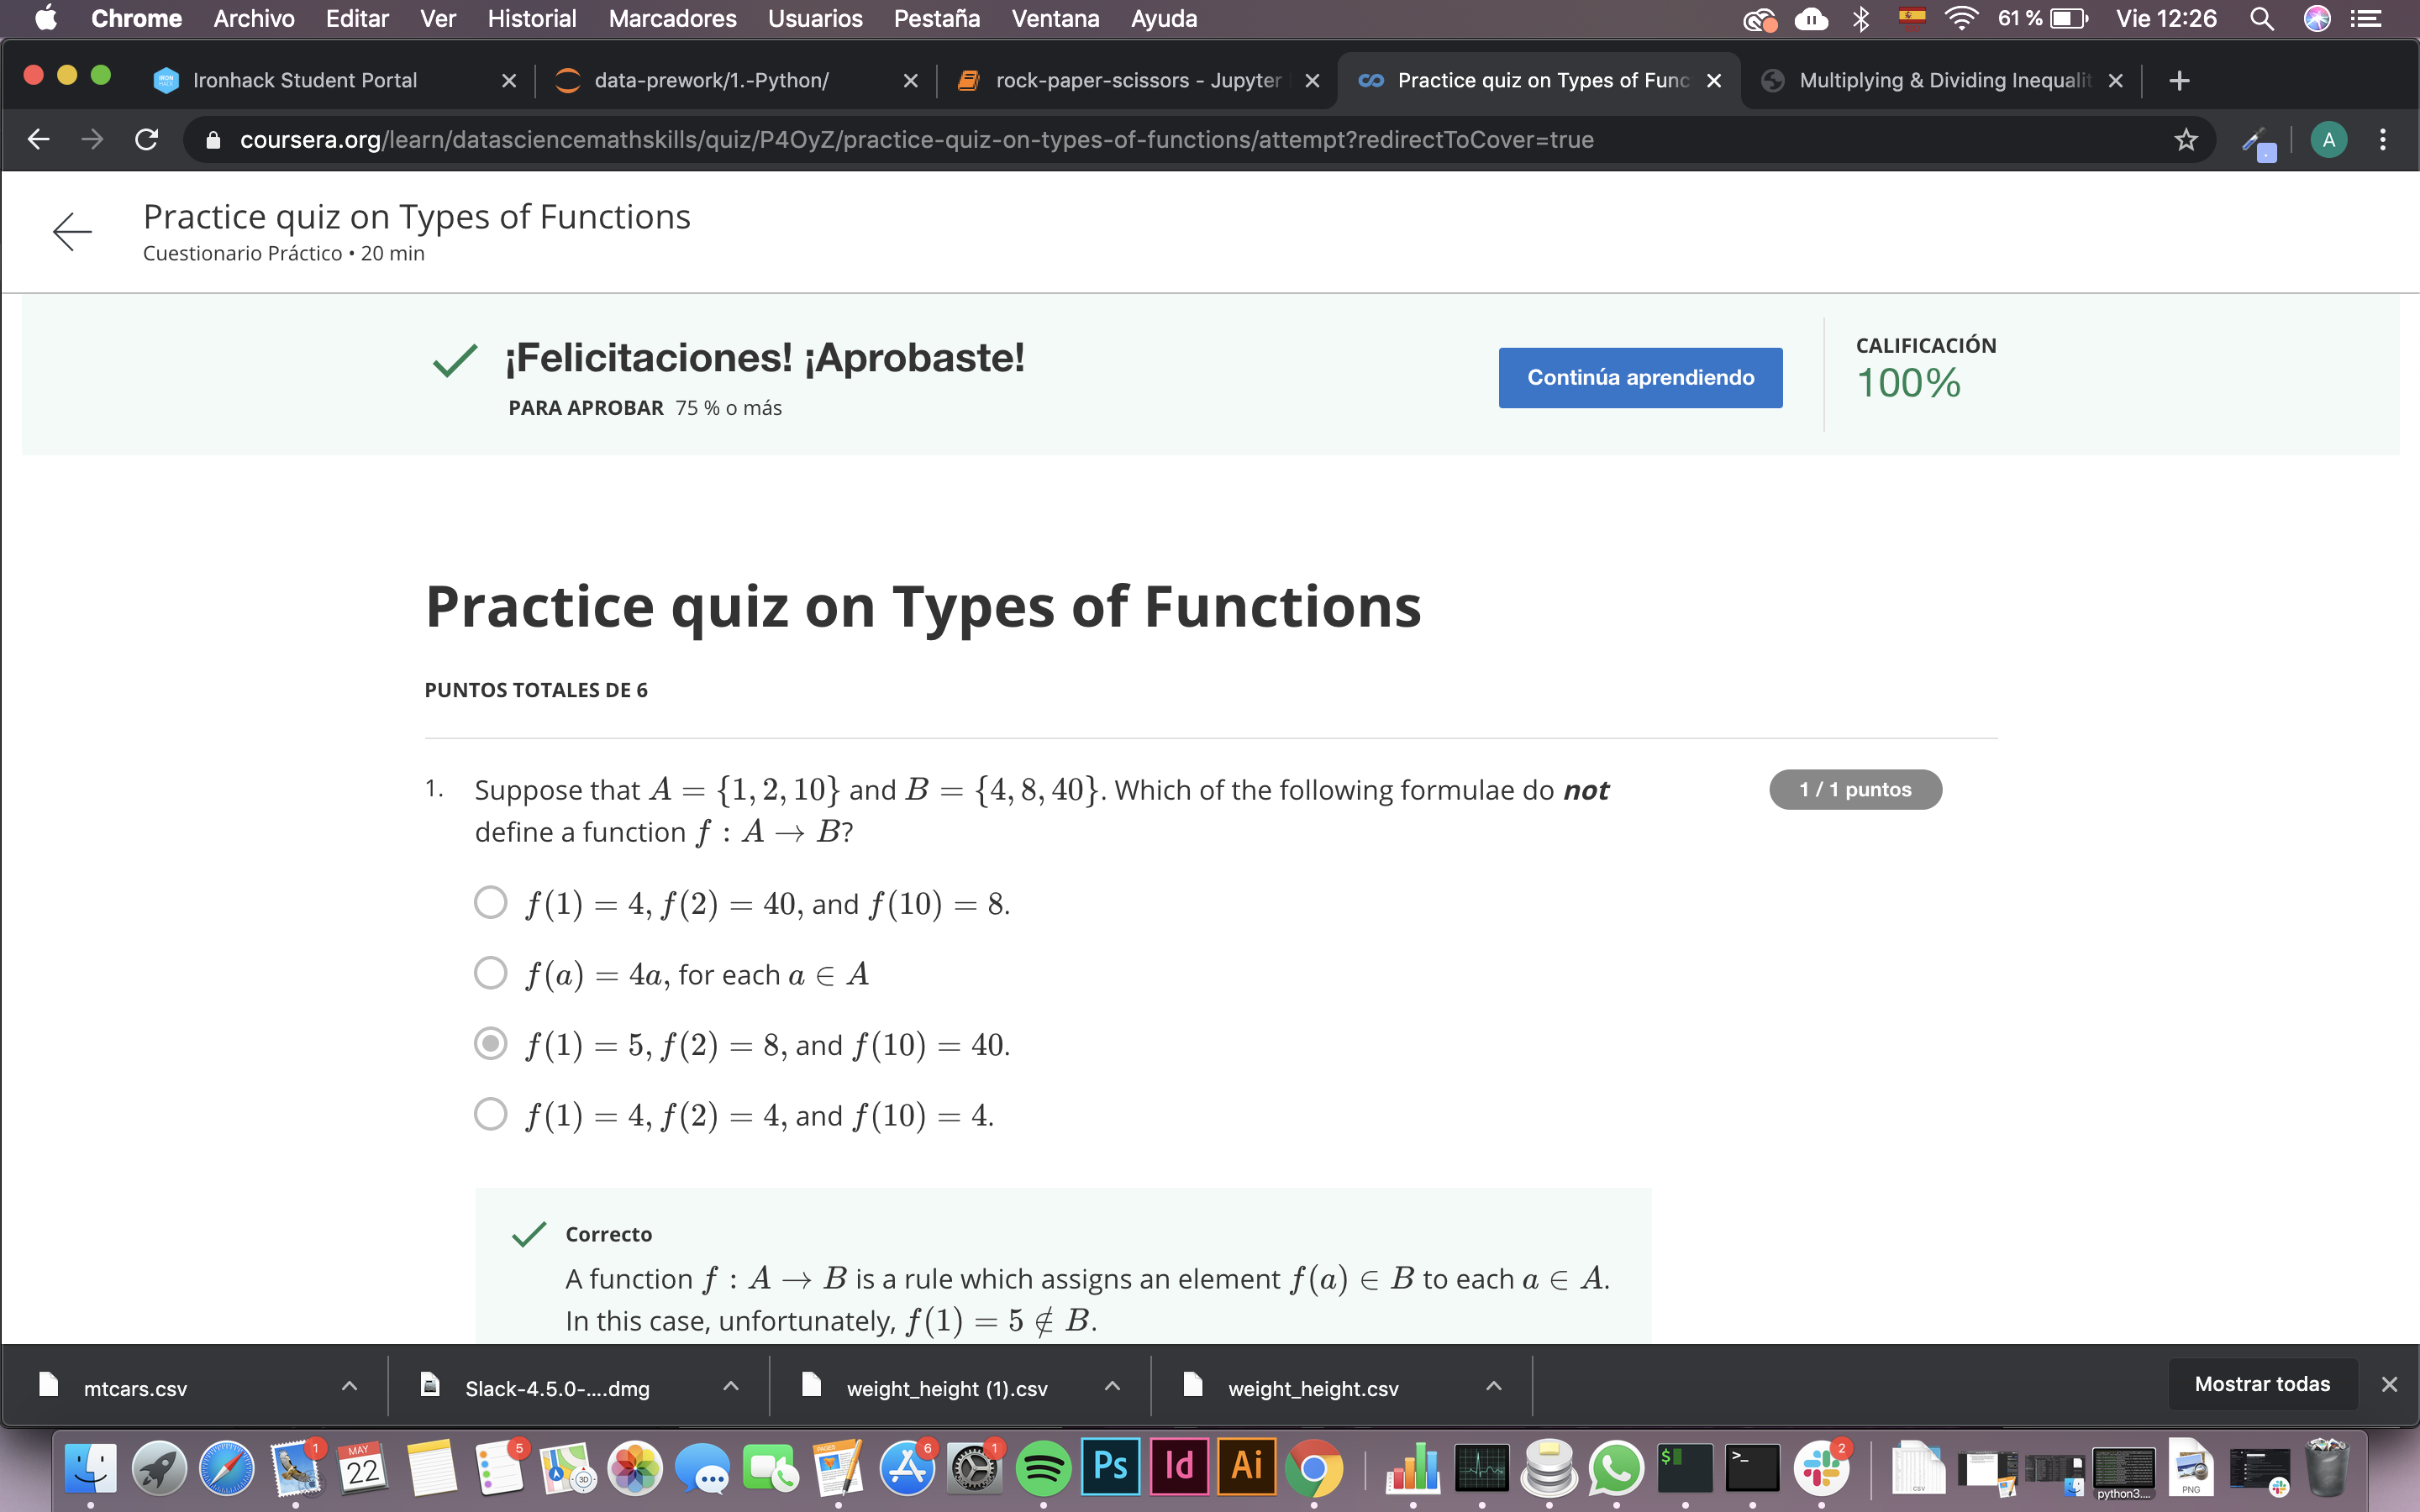 Chrome Archivo Editar Ver Historial Marcadores Usuarios Pestaña Ventana Ayuda 61 % Vie 12:26
Ironhack Student Portal data-prework/1.-Python/ rock-paper-scissors - Jupyter Practice quiz on Types of Func Multiplying & Dividing Inequalit
coursera.org/learn/datasciencemathskills/quiz/P4OyZ/practice-quiz-on-types-of-functions/attempt?redirectToCover=true A
Practice quiz on Types of Functions
Cuestionario Práctico • 20 min
¡Felicitaciones! ¡Aprobaste!
PARA APROBAR 75 % o más
Continúa aprendiendo
CALIFICACIÓN
100%
Practice quiz on Types of Functions
PUNTOS TOTALES DE 6
1. Suppose that A = {1, 2, 10} and B = {4, 8, 40}. Which of the following formulae do not
define a function f : A → B?
1 / 1 puntos
f(1) = 4, f(2) = 40, and f(10) = 8.
f(a) = 4a, for each a ∈ A
f(1) = 5, f(2) = 8, and f(10) = 40.
f(1) = 4, f(2) = 4, and f(10) = 4.
Correcto
A function f : A → B is a rule which assigns an element f(a) ∈ B to each a ∈ A.
In this case, unfortunately, f(1) = 5 ∉ B.
mtcars.csv Slack-4.5.0-....dmg weight_height (1).csv weight_height.csv Mostrar todas
1 MAY 22 5 3D PAGES 6 1 Ps Id Ai $ >_ 2 CSV python3.... PNG